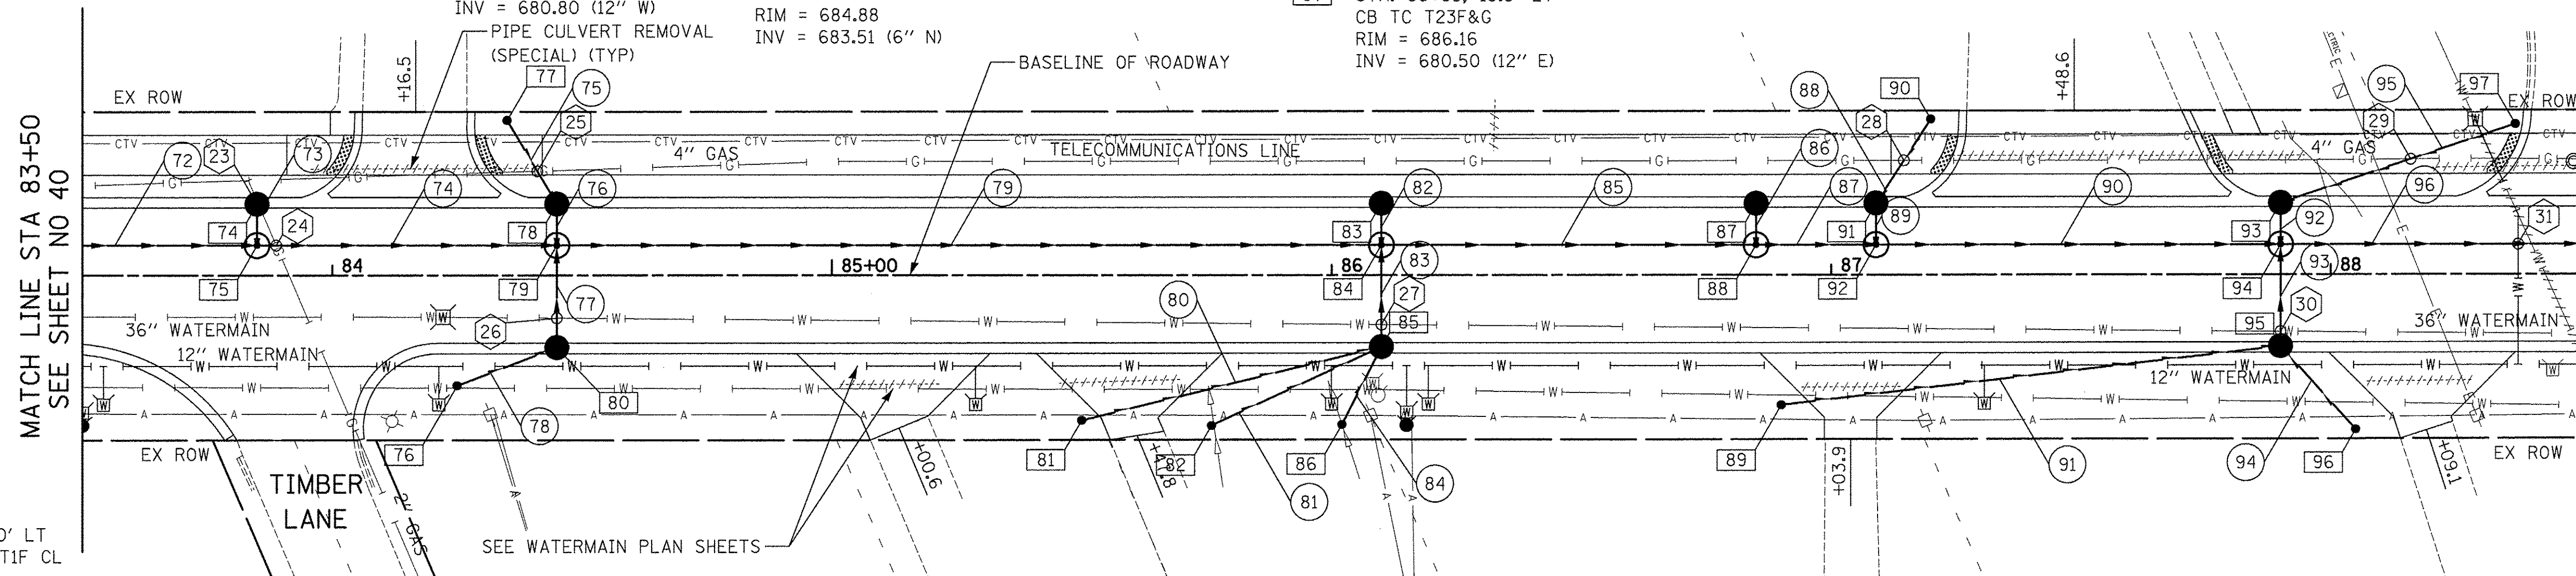 INV = 680.80 (12" W)
PIPE CULVERT REMOVAL
(SPECIAL) (TYP)
RIM = 684.88
INV = 683.51 (6" N)
BASELINE OF ROADWAY
CB TC T23F&G
RIM = 686.16
INV = 680.50 (12" E)
MATCH LINE STA 83+50
SEE SHEET NO 40
EX ROW
+16.5
77
75
25
88
90
28
+48.6
95
97
29
EX ROW
CTV
4" GAS
TELECOMMUNICATIONS LINE
4" GAS
72
23
73
74
76
79
82
85
86
87
89
90
92
96
74
24
78
83
87
91
93
31
75
84
85+00
86
87
88
79
77
84
83
88
92
94
93
26
80
27
85
95
30
36" WATERMAIN
12" WATERMAIN
36" WATERMAIN
12" WATERMAIN
80
78
76
81
82
86
84
81
89
91
94
96
+00.6
+03.9
+09.1
EX ROW
EX ROW
TIMBER
LANE
2" GAS
SEE WATERMAIN PLAN SHEETS
0' LT
T1F CL